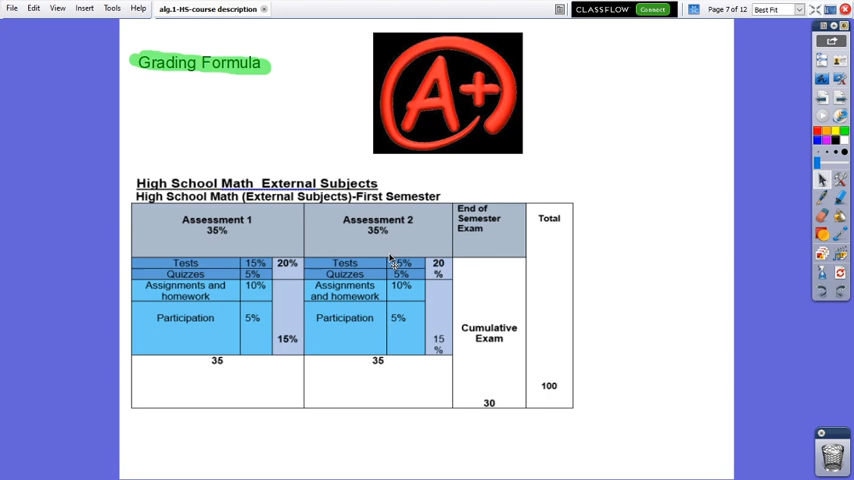 File Edit View Insert Tools Help
alg.1-HS-course description
CLASSFLOW Connect
Page 7 of 12
Best Fit
Grading Formula
A+
High School Math External Subjects
High School Math (External Subjects)-First Semester
Assessment 1
35%
Assessment 2
35%
End of
Semester
Exam
Total
Tests 15% 20% Tests 15% 20
Quizzes 5% Quizzes 5% %
Assignments and
homework
10%
Assignments
and homework
10%
Participation 5%
Participation 5%
15%
15
%
Cumulative
Exam
35 35
100
30